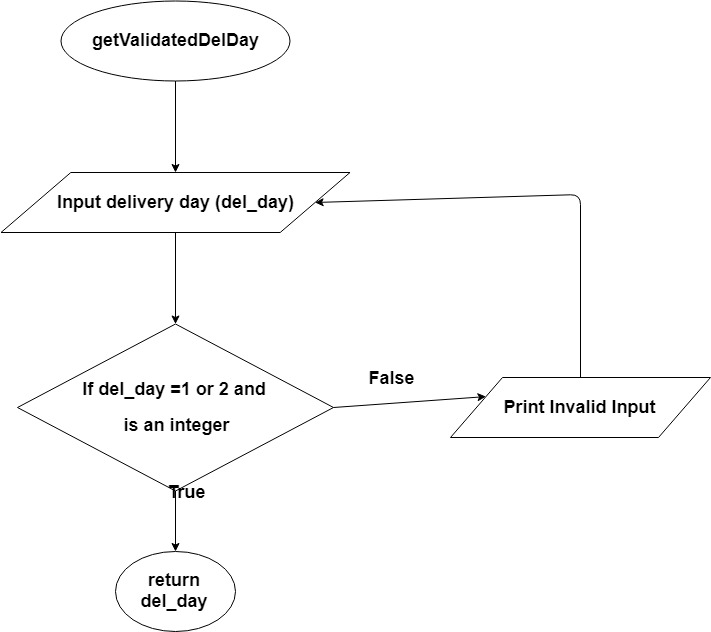 getValidatedDelDay
Input delivery day (del_day)
If del_day =1 or 2 and
is an integer
False
Print Invalid Input
True
return
del_day